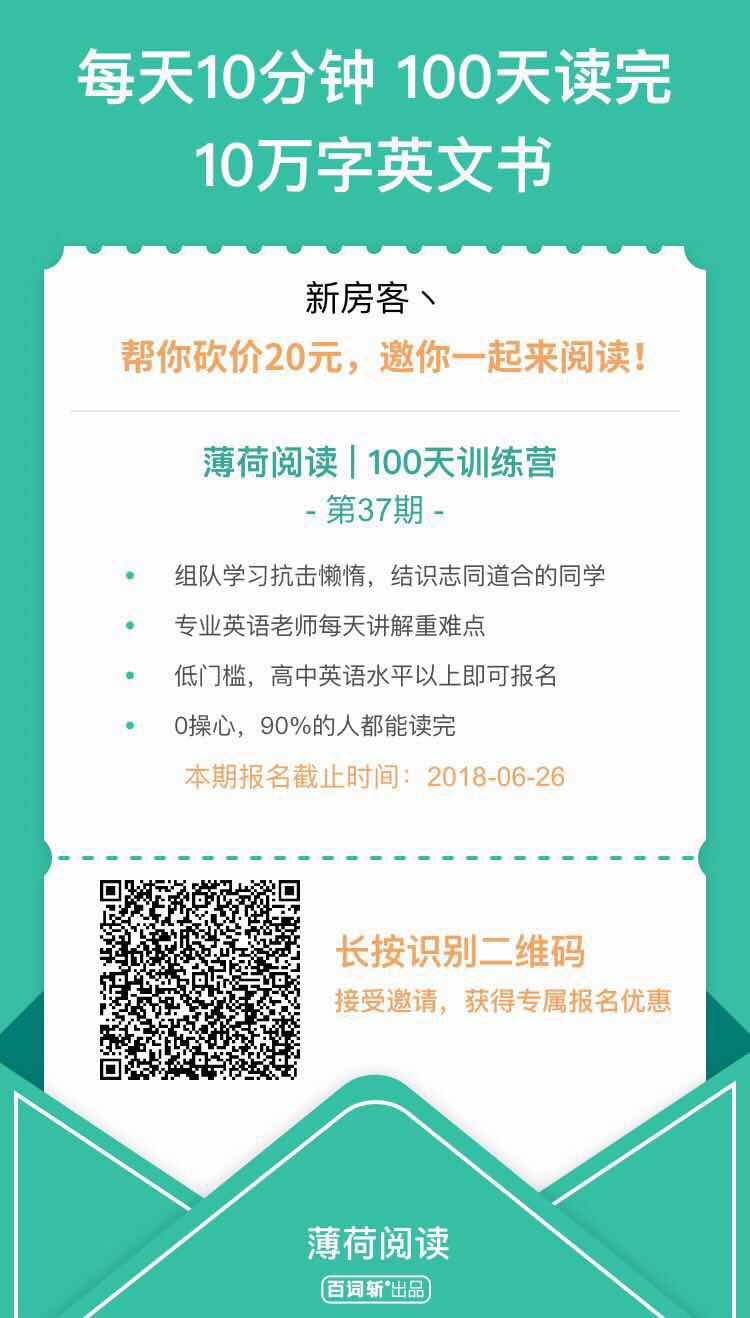 每天10分钟 100天读完
10万字英文书
新房客丶
帮你砍价20元，邀你一起来阅读！
薄荷阅读 | 100天训练营
- 第37期 -
• 组队学习抗击懒惰，结识志同道合的同学
• 专业英语老师每天讲解重难点
• 低门槛，高中英语水平以上即可报名
• 0操心，90%的人都能读完
本期报名截止时间：2018-06-26
长按识别二维码
接受邀请，获得专属报名优惠
薄荷阅读
百词斩®出品